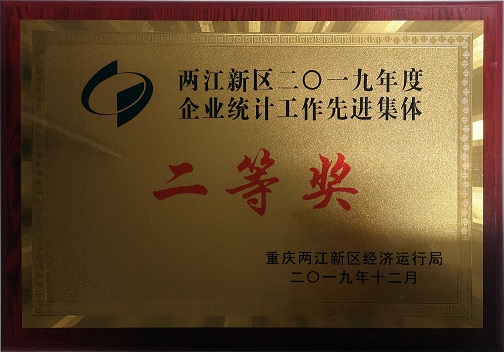 两江新区二〇一九年度
企业统计工作先进集体
二等奖
重庆两江新区经济运行局
二〇一九年十二月